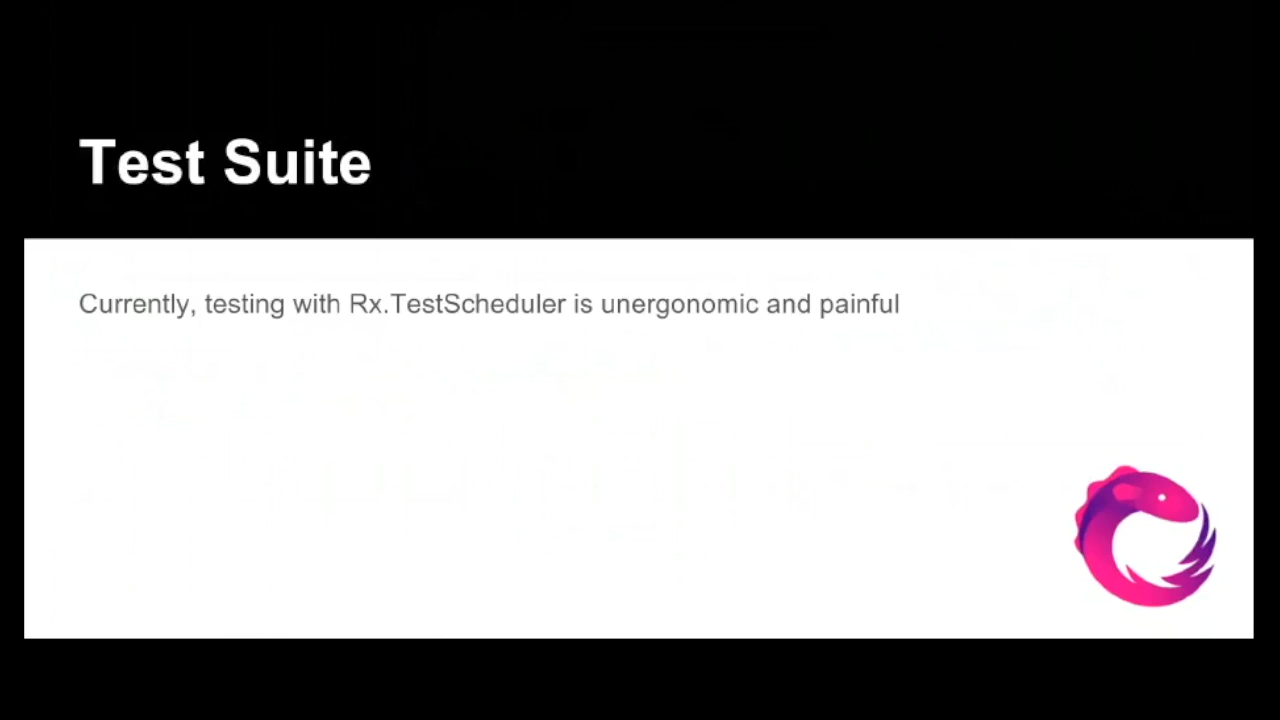 Test Suite
Currently, testing with Rx.TestScheduler is unergonomic and painful